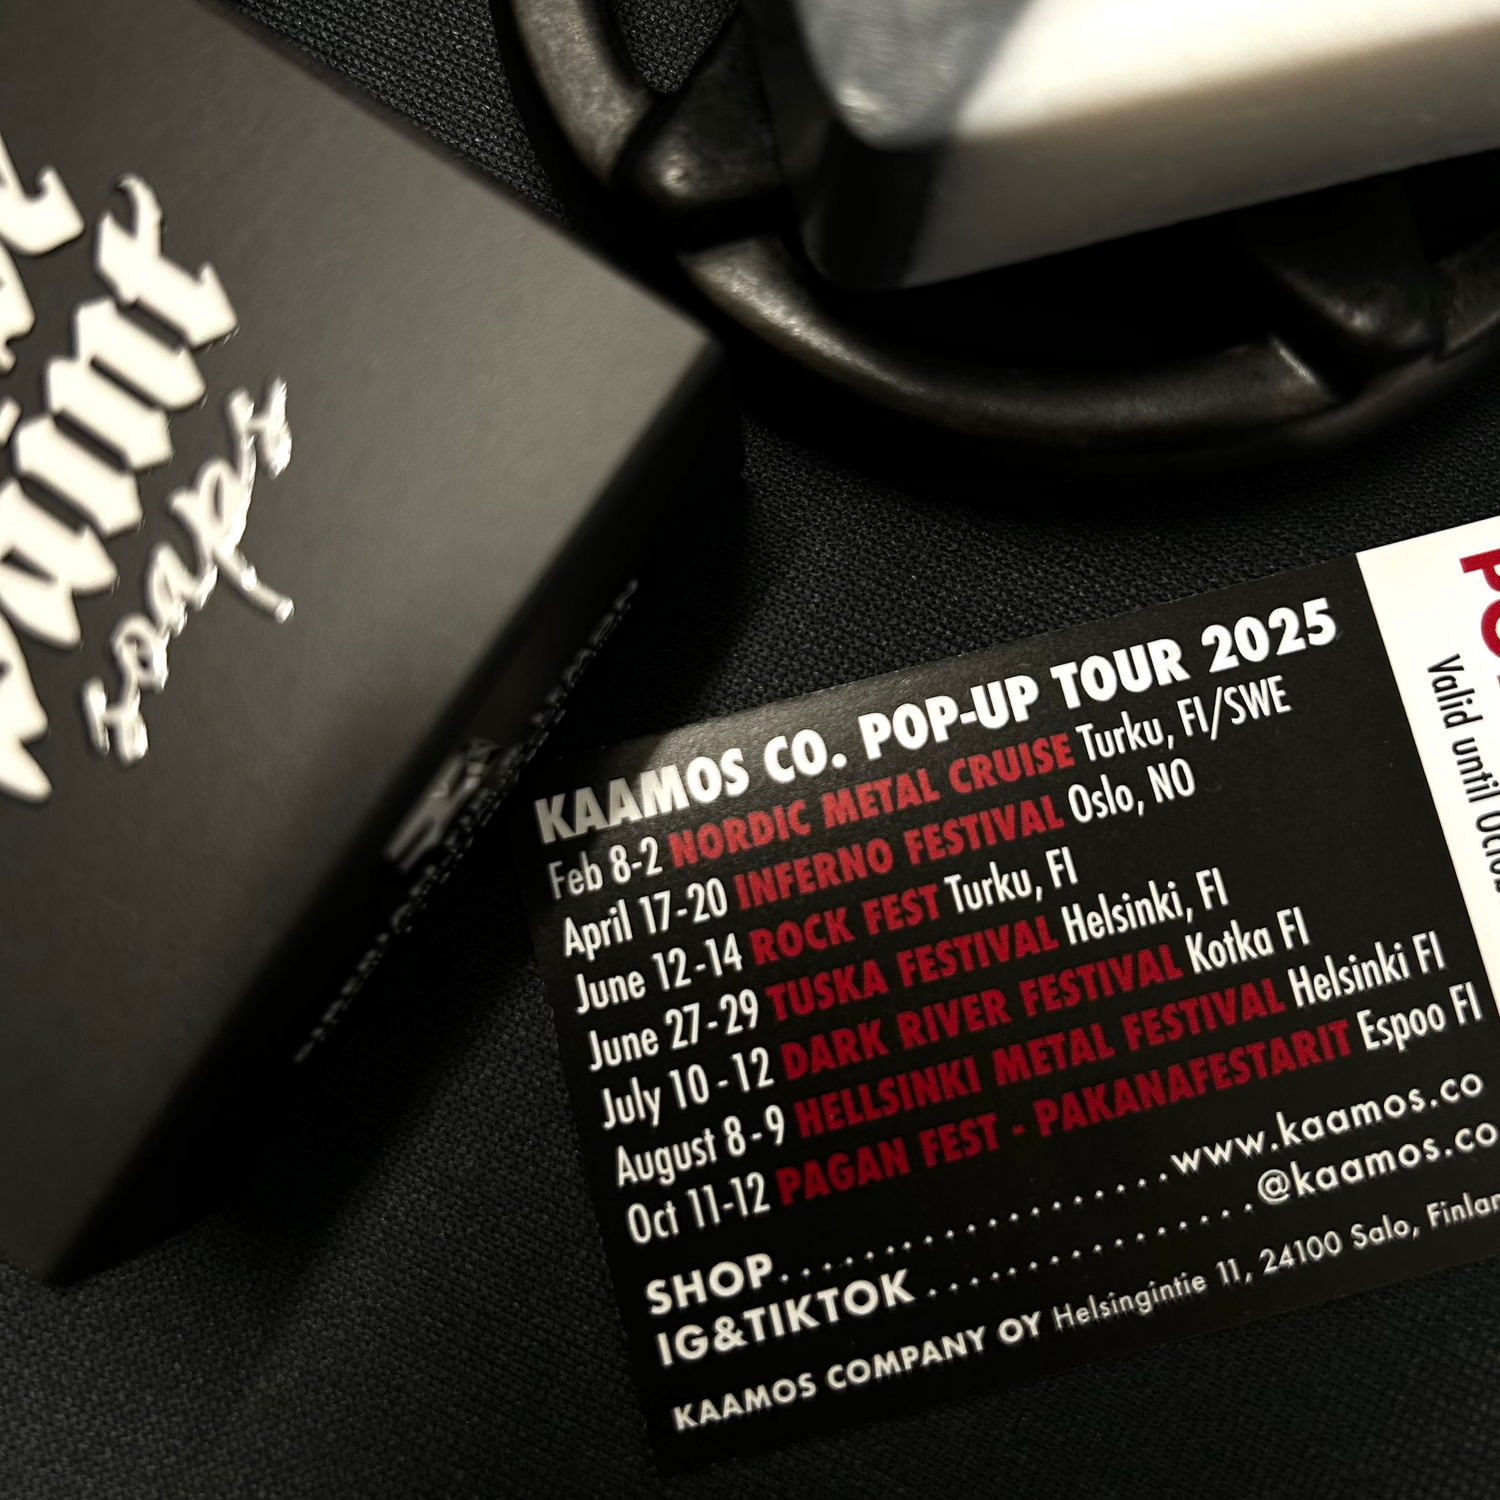 soaps
KAAMOS CO. POP-UP TOUR 2025
Feb 8-2 NORDIC METAL CRUISE Turku, FI/SWE
April 17-20 INFERNO FESTIVAL Oslo, NO
June 12-14 ROCK FEST Turku, FI
June 27-29 TUSKA FESTIVAL Helsinki, FI
July 10-12 DARK RIVER FESTIVAL Kotka FI
August 8-9 HELLSINKI METAL FESTIVAL Helsinki FI
Oct 11-12 PAGAN FEST - PAKANAFESTARIT Espoo FI
SHOP..............................www.kaamos.co
IG&TIKTOK.........................@kaamos.co
KAAMOS COMPANY OY Helsingintie 11, 24100 Salo,
Valid until